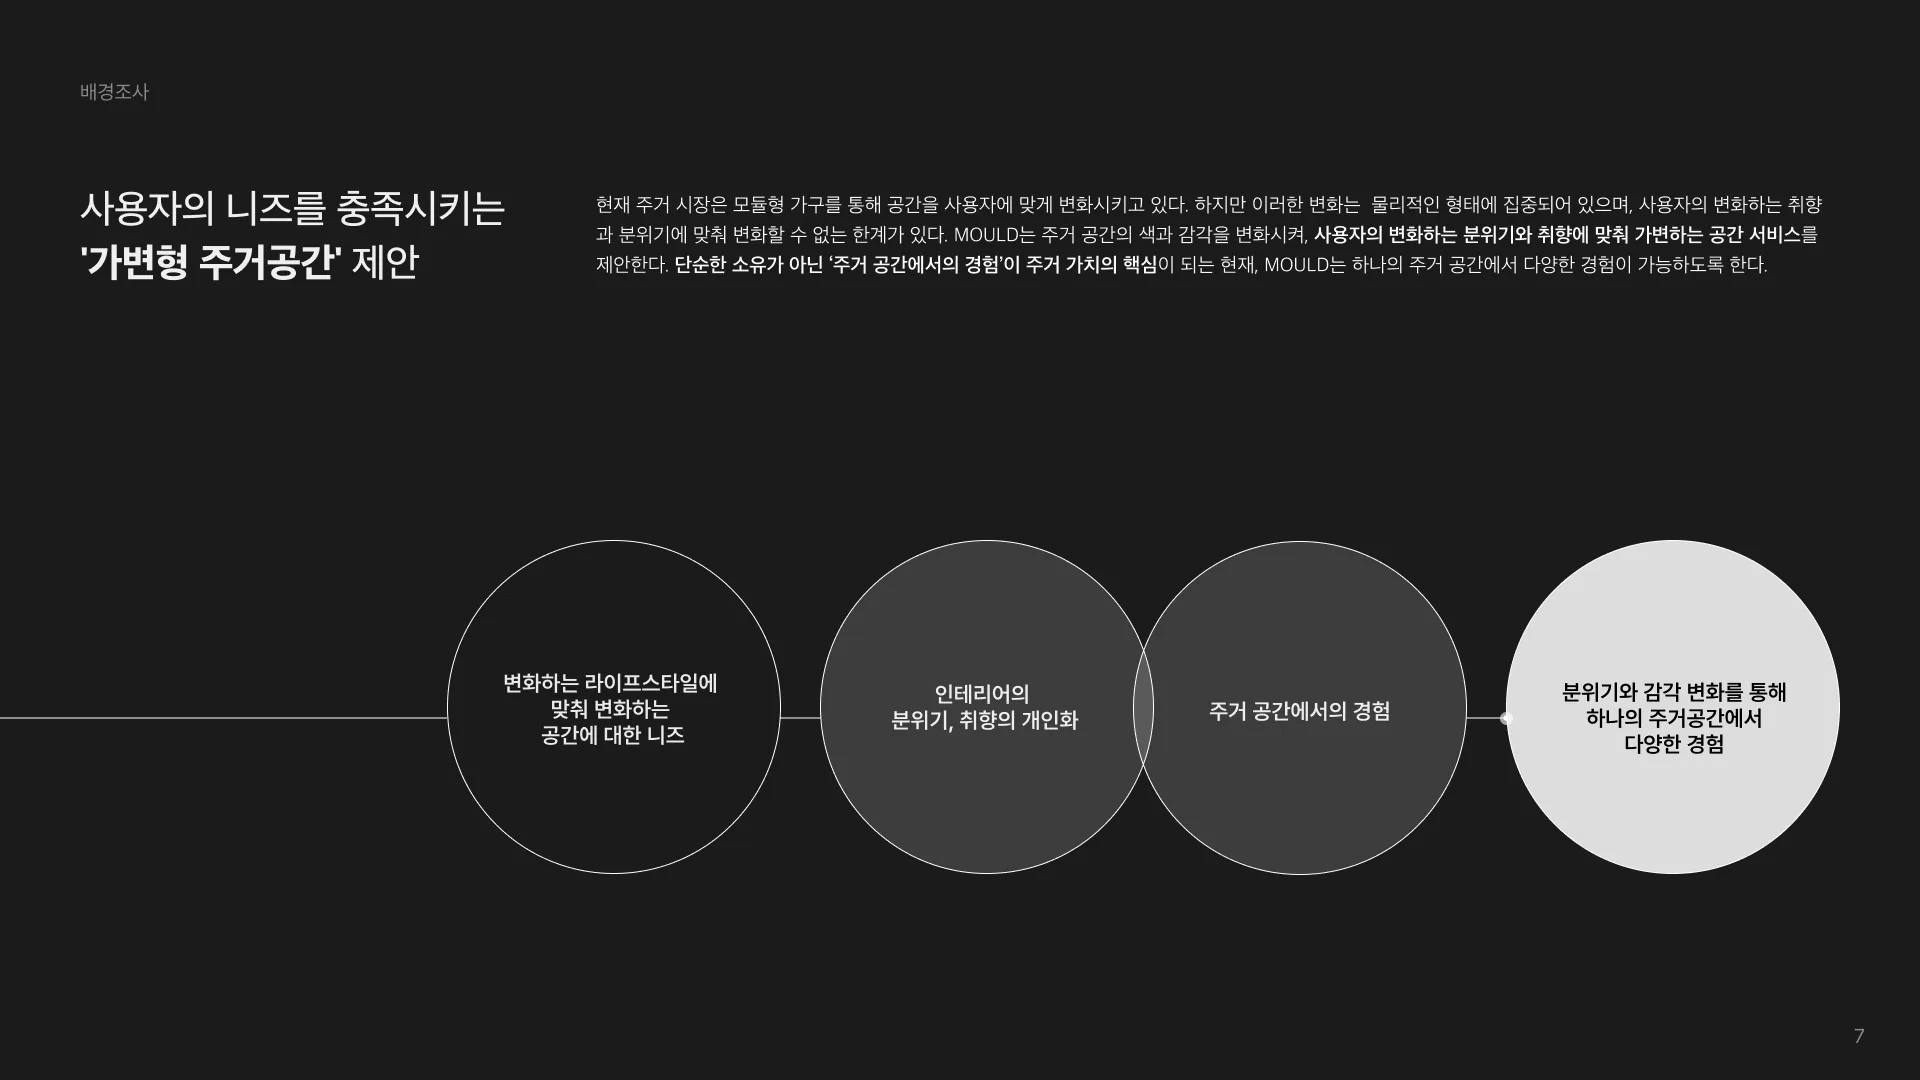 배경조사
사용자의 니즈를 충족시키는
'가변형 주거공간' 제안
현재 주거 시장은 모듈형 가구를 통해 공간을 사용자에 맞게 변화시키고 있다. 하지만 이러한 변화는 물리적인 형태에 집중되어 있으며, 사용자의 변화하는 취향
과 분위기에 맞춰 변화할 수 없는 한계가 있다. MOULD는 주거 공간의 색과 감각을 변화시켜, 사용자의 변화하는 분위기와 취향에 맞춰 가변하는 공간 서비스를
제안한다. 단순한 소유가 아닌 ‘주거 공간에서의 경험’이 주거 가치의 핵심이 되는 현재, MOULD는 하나의 주거 공간에서 다양한 경험이 가능하도록 한다.
변화하는 라이프스타일에
맞춰 변화하는
공간에 대한 니즈
인테리어의
분위기, 취향의 개인화
주거 공간에서의 경험
분위기와 감각 변화를 통해
하나의 주거공간에서
다양한 경험
7